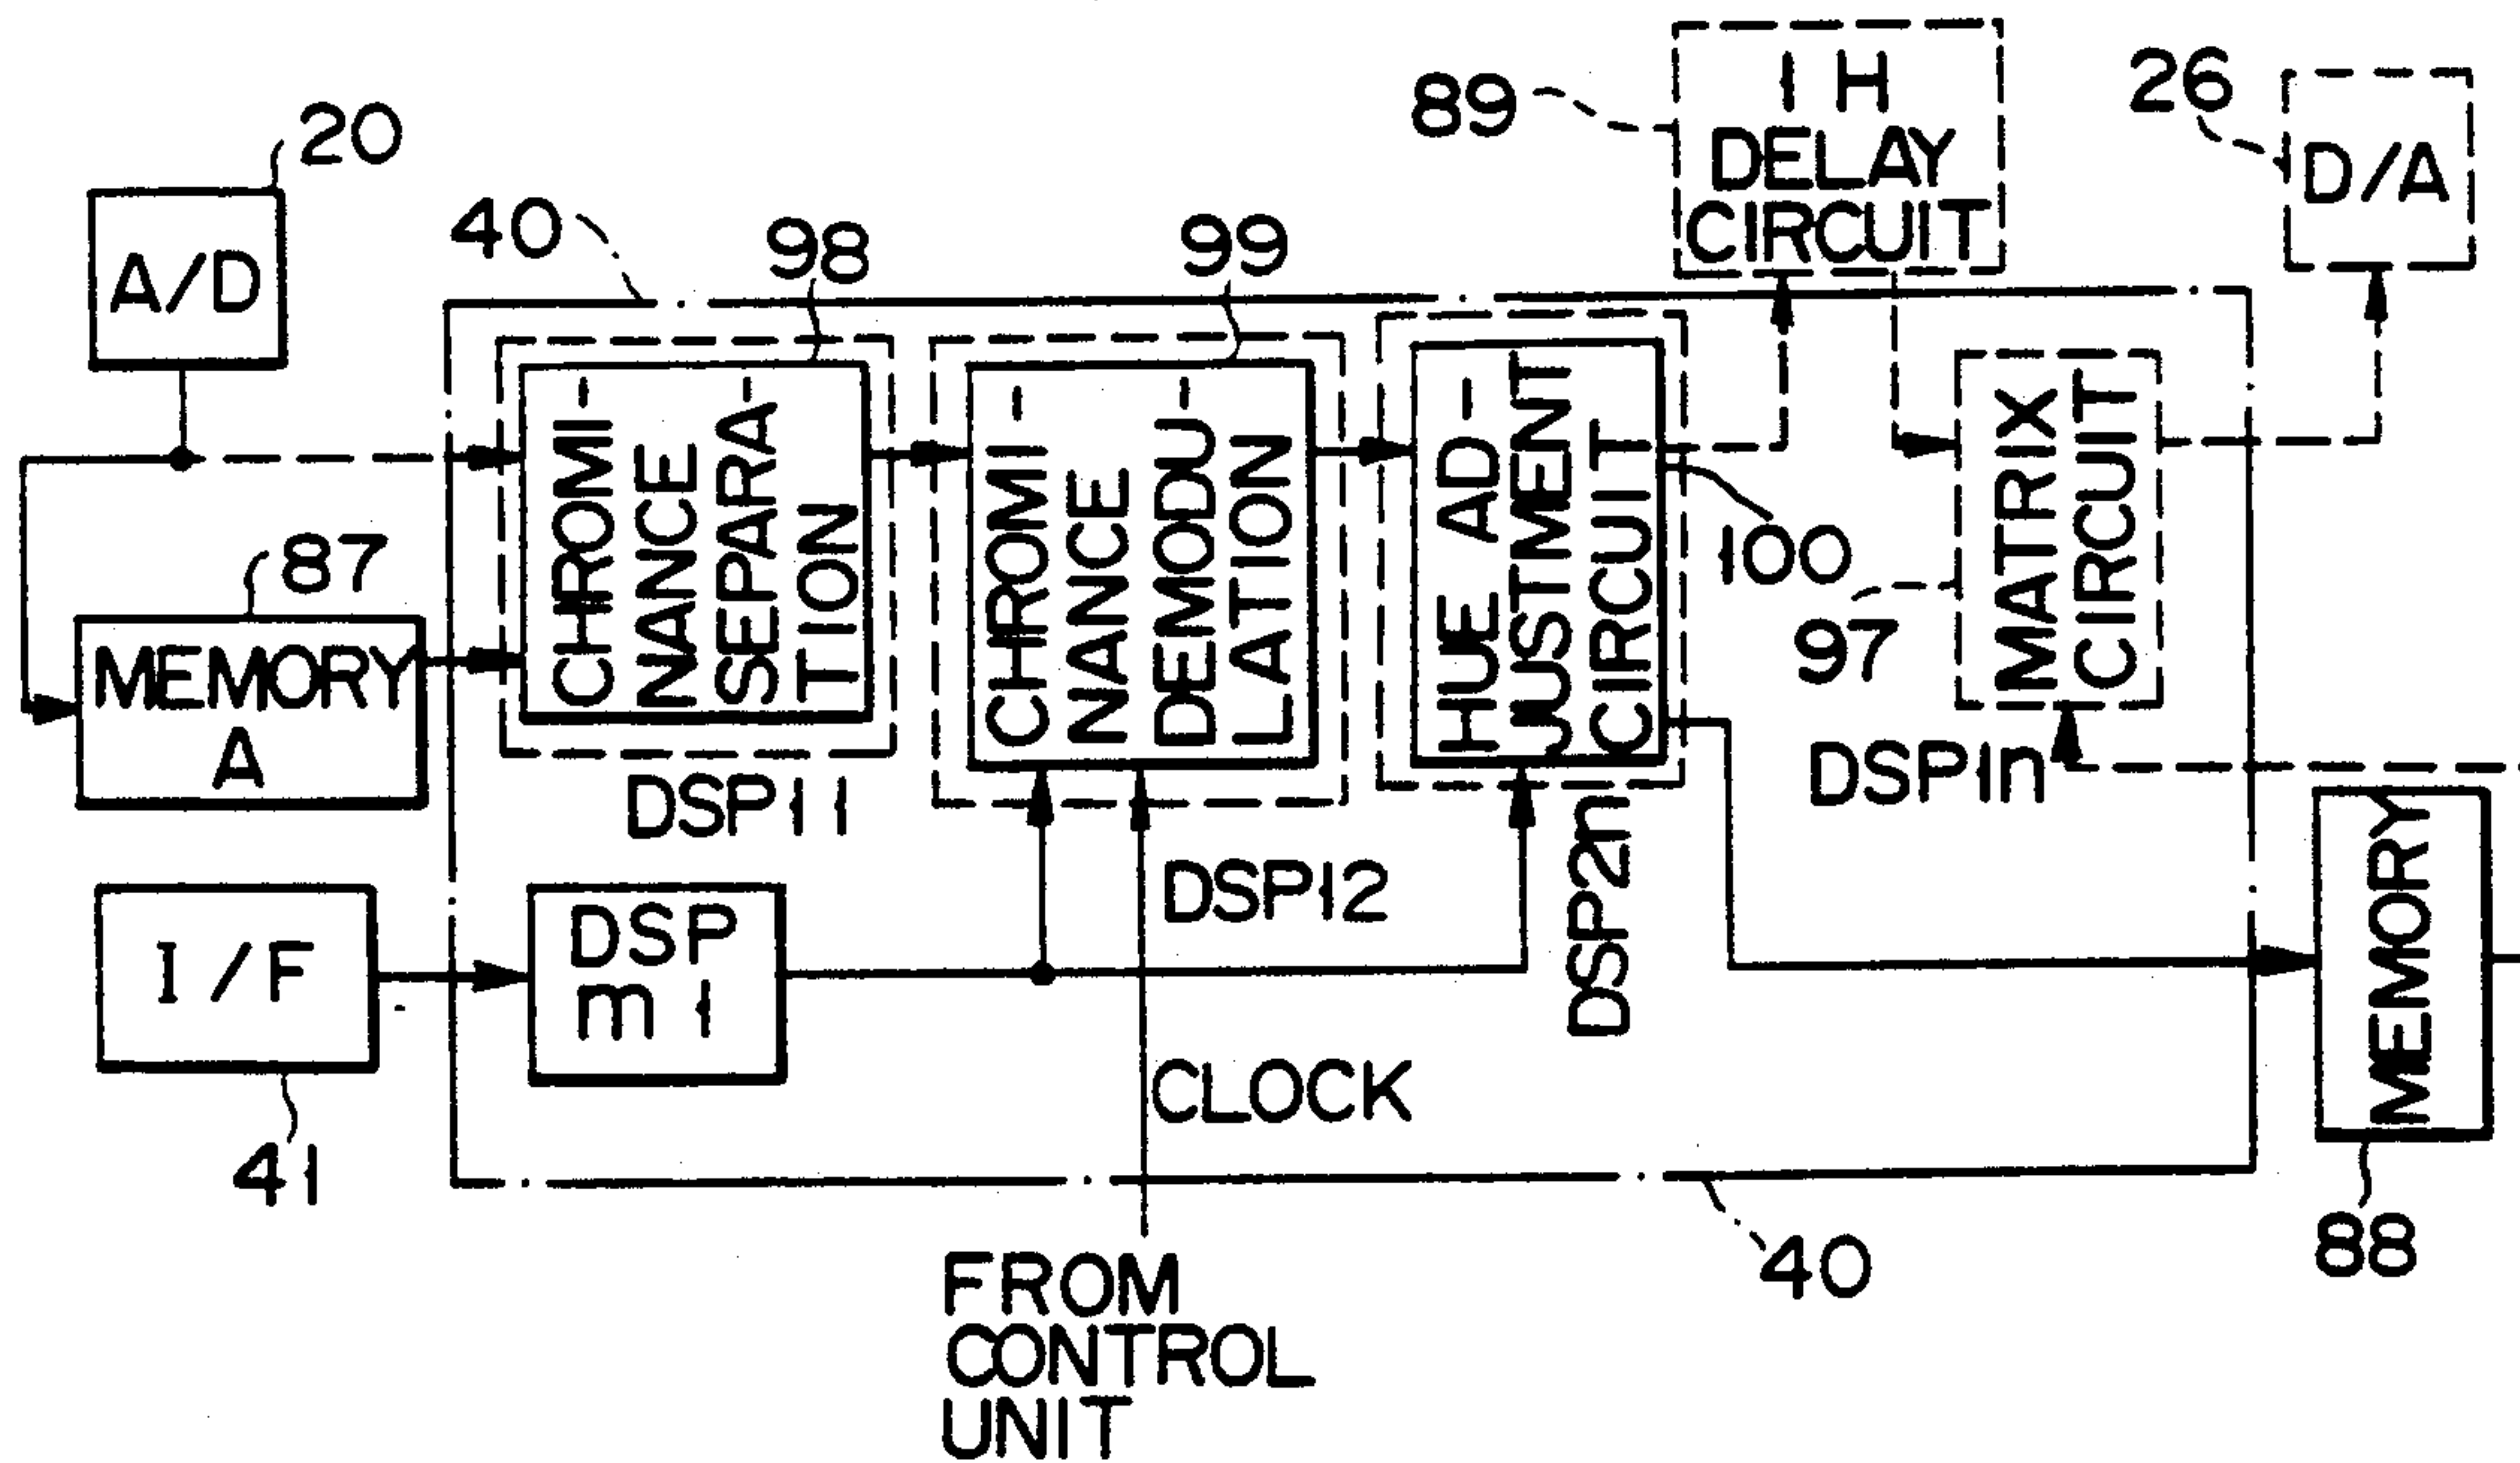 20
A/D
40
98
99
89
1H
DELAY
CIRCUIT
26
D/A
87
MEMORY
A
CHROMI-
NANCE
SEPARA-
TION
DSP11
CHROMI-
NANCE
DEMODU-
LATION
DSP12
HUE AD-
JUSTMENT
CIRCUIT
DSP2n
100
97
MATRIX
CIRCUIT
DSP1n
I/F
41
DSP
m1
CLOCK
MEMORY
88
40
FROM
CONTROL
UNIT